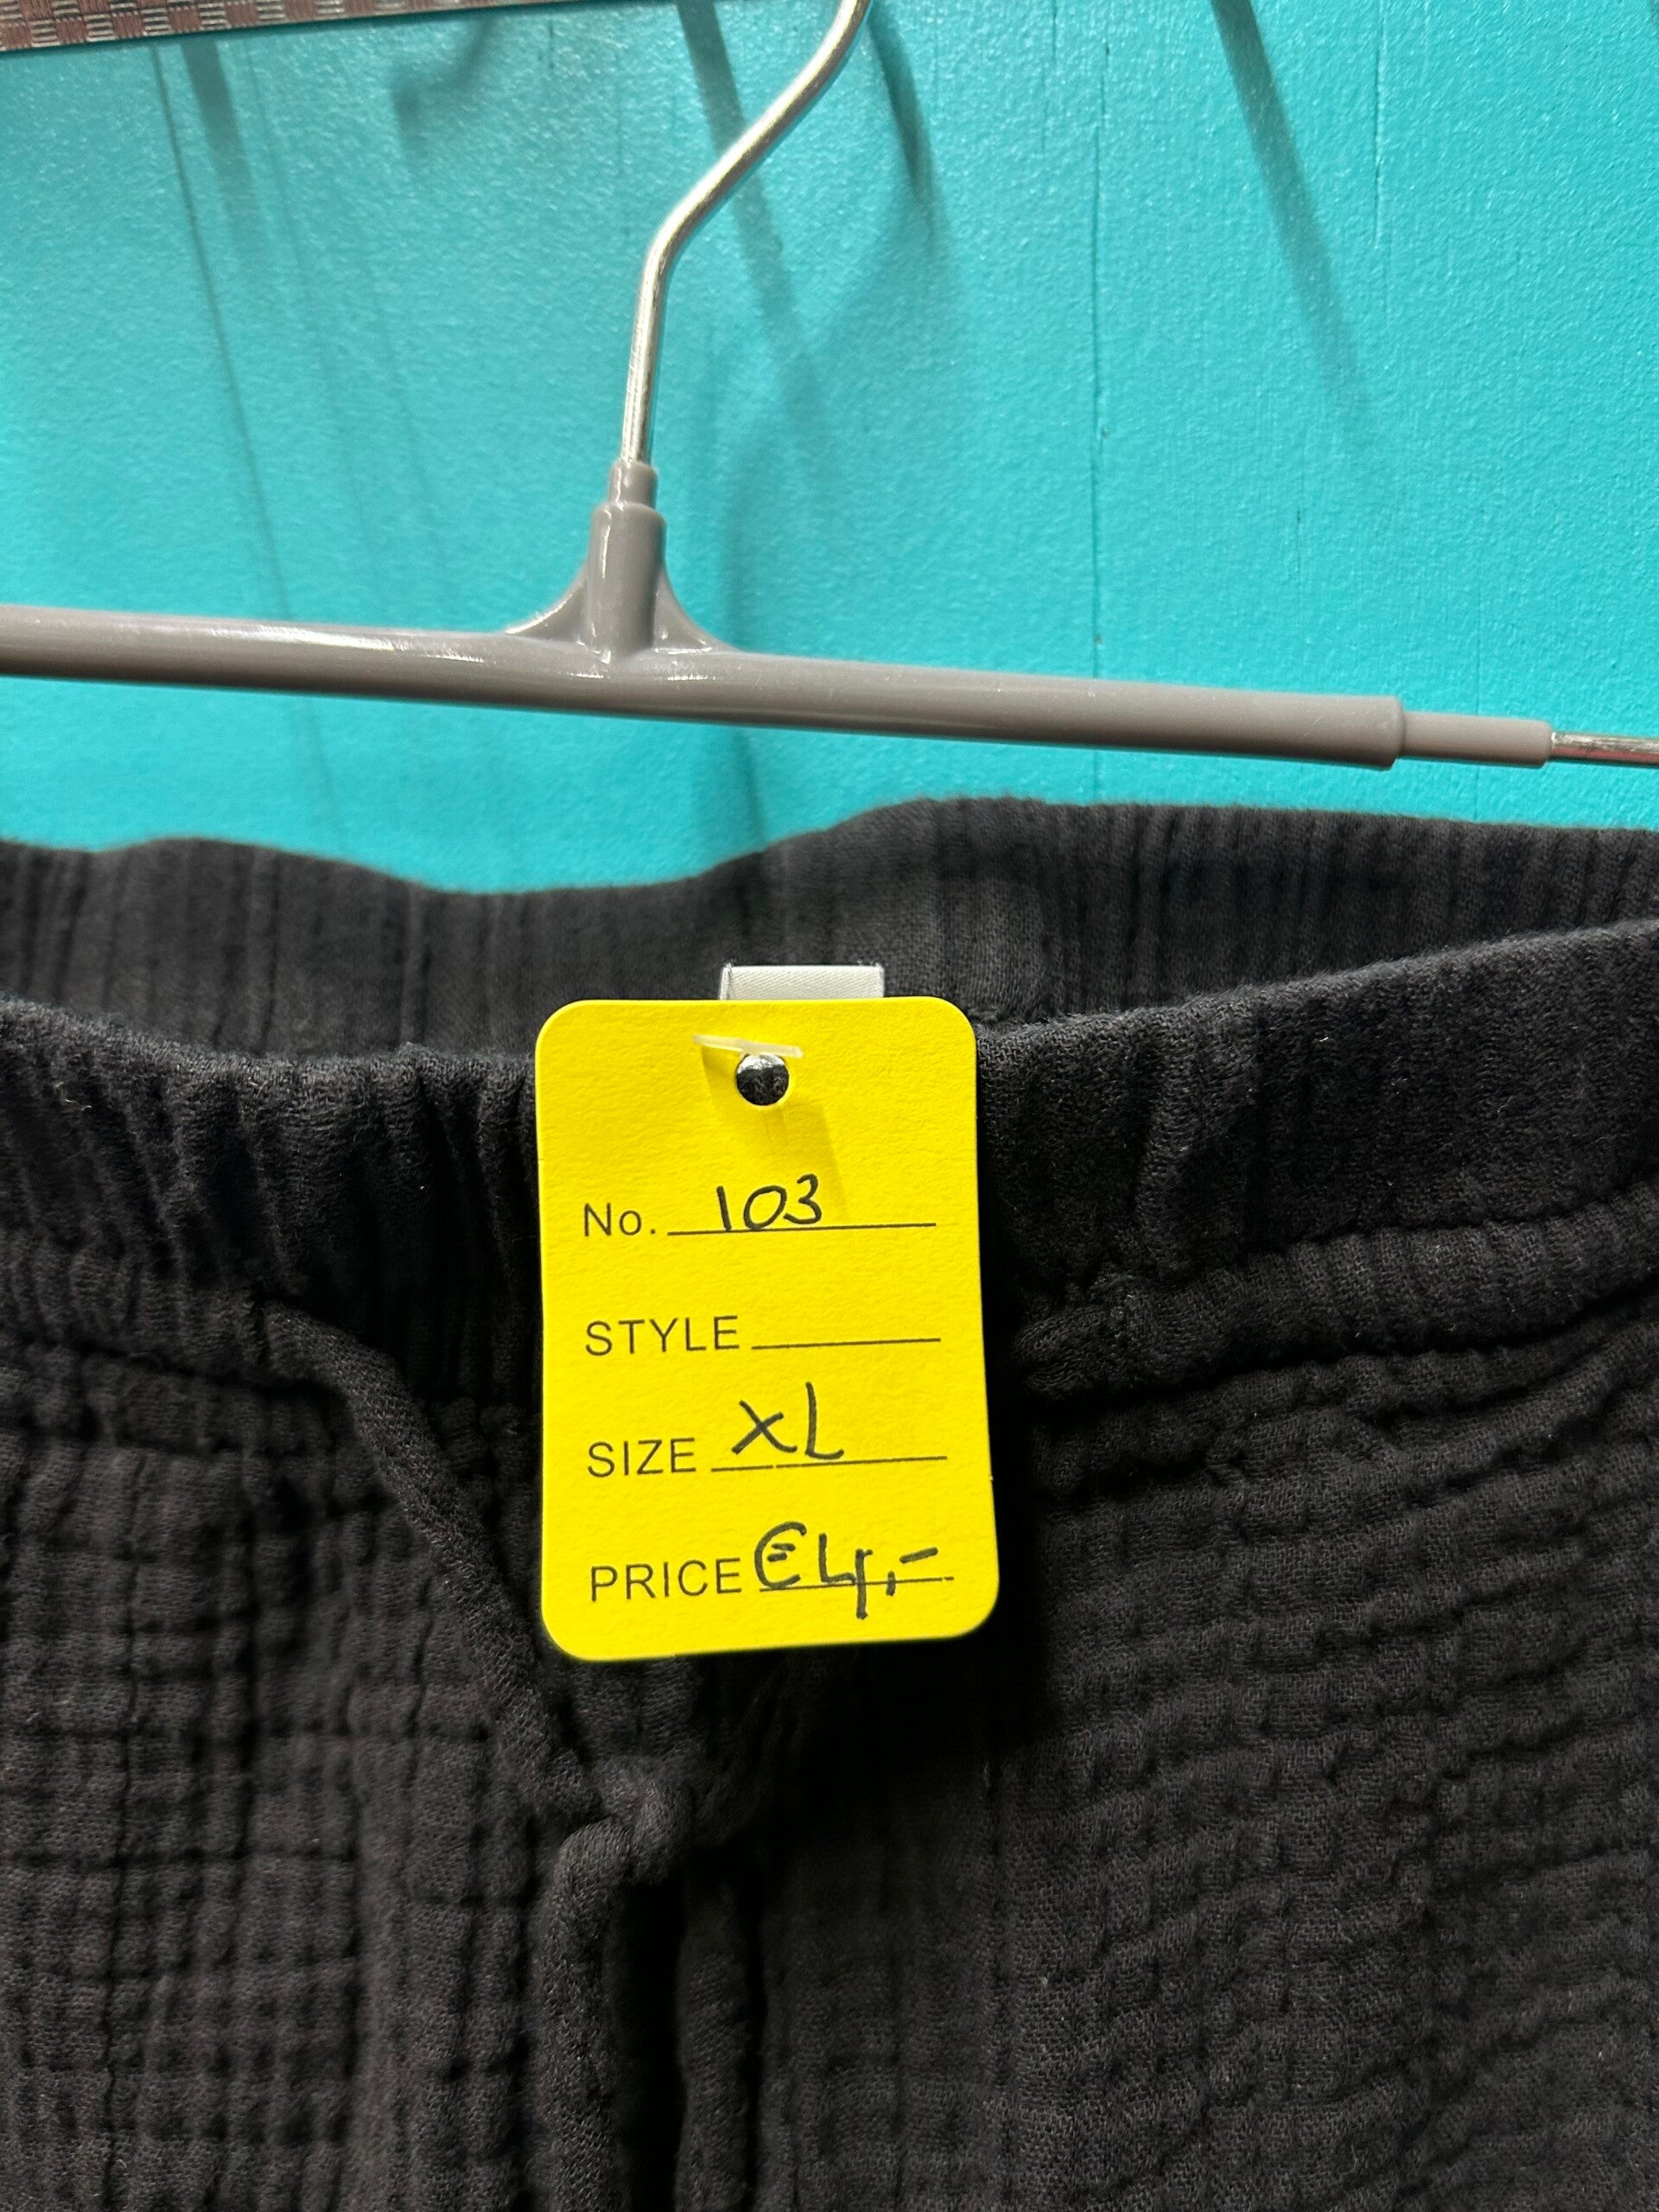 No. 103
STYLE
SIZE XL
PRICE €4,-